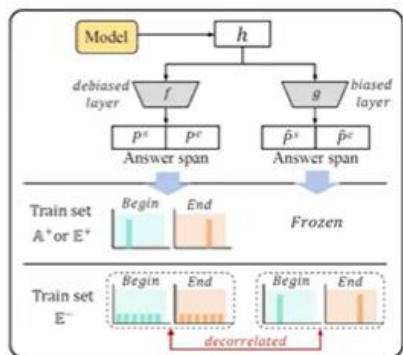 Model
h
debiased layer
f
biased layer
g
P^s P^e
P̂^s P̂^e
Answer span
Answer span
Train set
𝔸⁺ or 𝔼⁺
Begin
End
Frozen
Train set
𝔼⁻
Begin
End
Begin
End
decorrelated